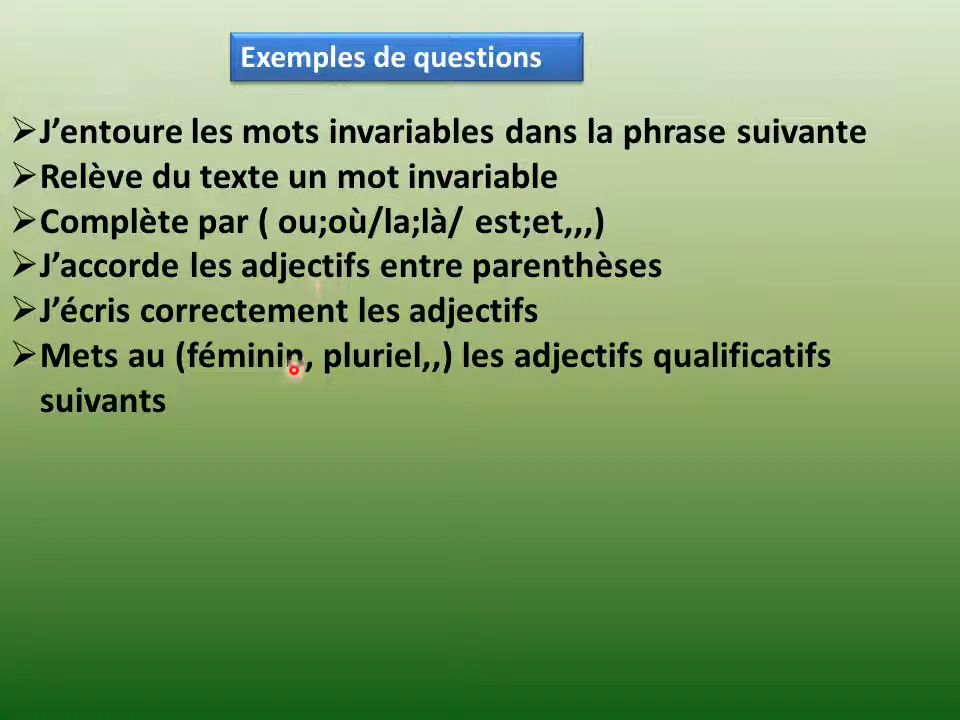 Exemples de questions
J’entoure les mots invariables dans la phrase suivante
Relève du texte un mot invariable
Complète par ( ou;où/la;là/ est;et,,,)
J’accorde les adjectifs entre parenthèses
J’écris correctement les adjectifs
Mets au (féminin, pluriel,,) les adjectifs qualificatifs
suivants